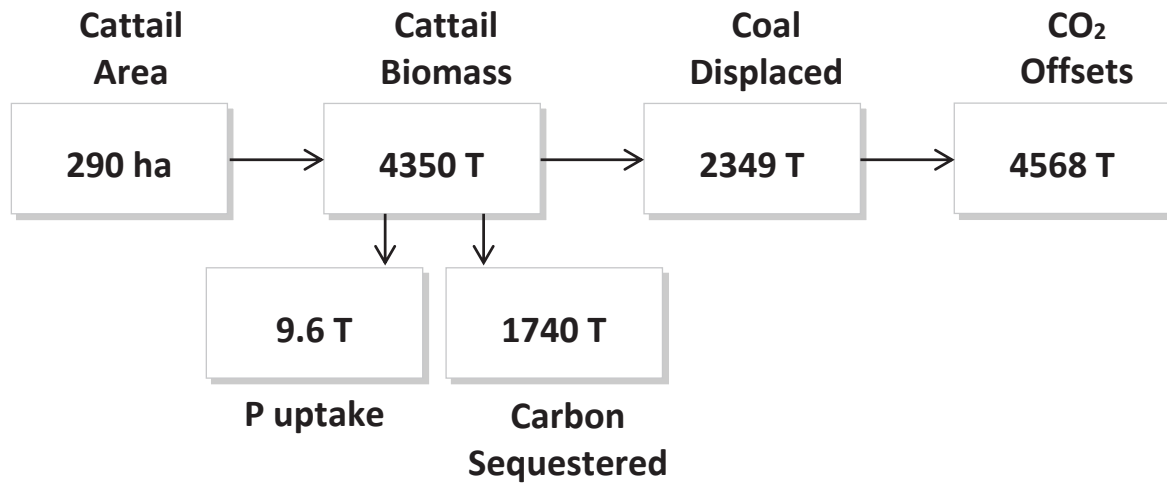 Cattail
Area
Cattail
Biomass
Coal
Displaced
CO₂
Offsets
290 ha
4350 T
2349 T
4568 T
9.6 T
1740 T
P uptake
Carbon
Sequestered